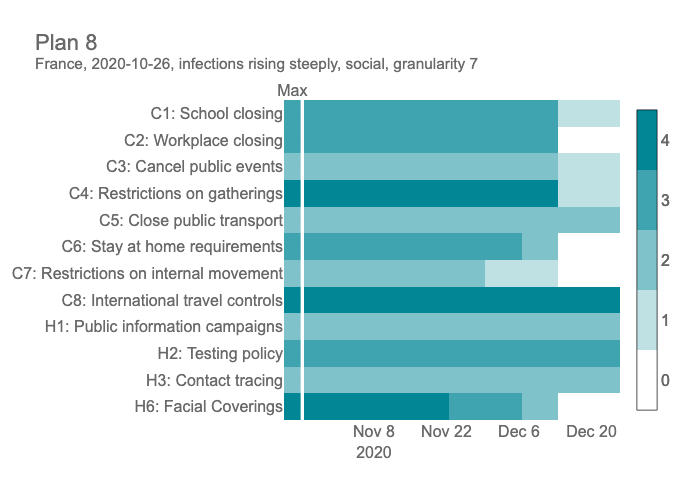 Plan 8
France, 2020-10-26, infections rising steeply, social, granularity 7
Max
C1: School closing
C2: Workplace closing
C3: Cancel public events
C4: Restrictions on gatherings
C5: Close public transport
C6: Stay at home requirements
C7: Restrictions on internal movement
C8: International travel controls
H1: Public information campaigns
H2: Testing policy
H3: Contact tracing
H6: Facial Coverings
4
3
2
1
0
Nov 8 Nov 22 Dec 6 Dec 20
2020